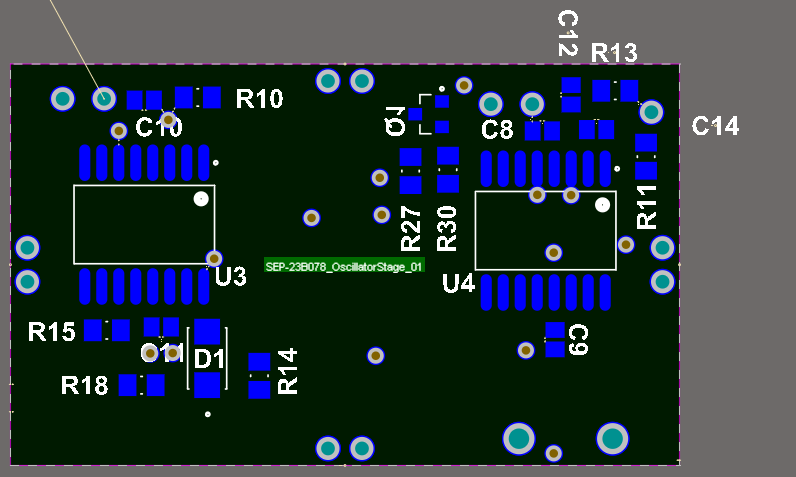 C12
R13
R10
C10
Q1
C8
C14
R11
R27
R30
U3
SEP-23B078_OscillatorStage_01
U4
R15
C11
D1
R14
C9
R18